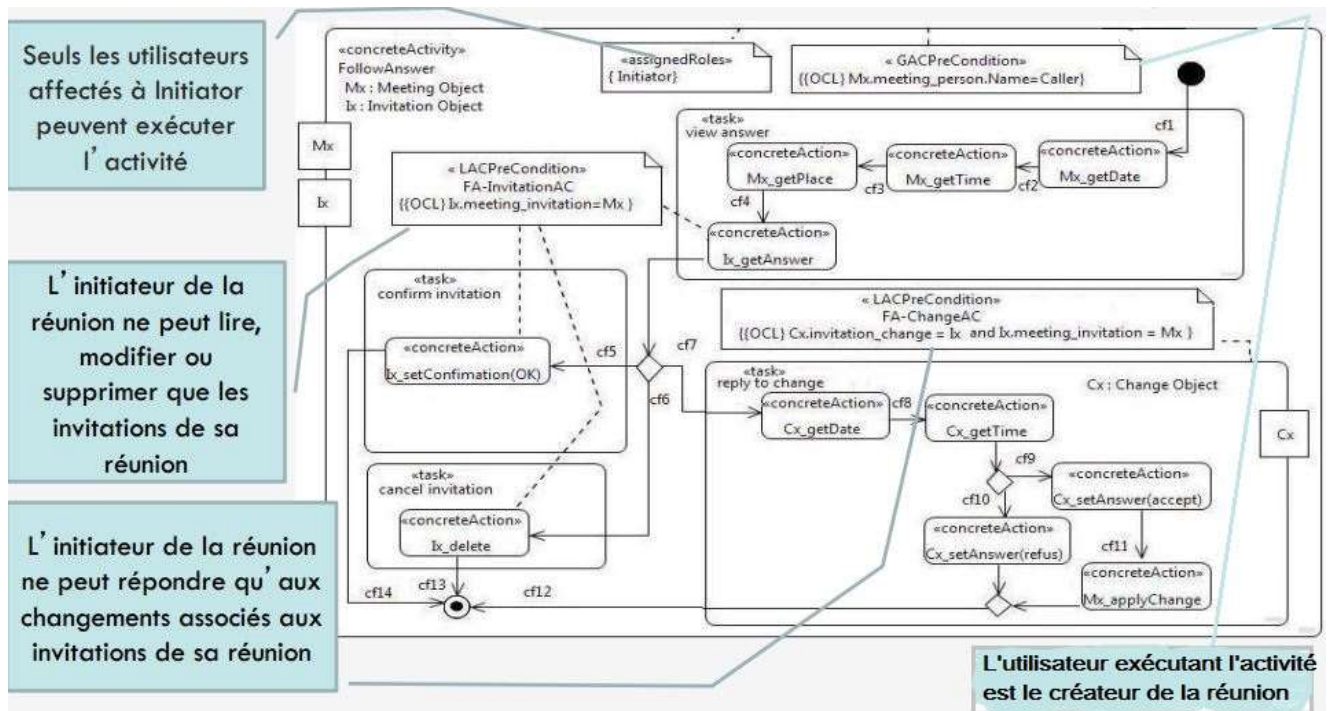 Seuls les utilisateurs
affectés à Initiator
peuvent exécuter
l'activité
L'initiateur de la
réunion ne peut lire,
modifier ou
supprimer que les
invitations de sa
réunion
L'initiateur de la réunion
ne peut répondre qu'aux
changements associés aux
invitations de sa réunion
«concreteActivity»
FollowAnswer
Mx : Meeting Object
Ix : Invitation Object
Mx
Ix
«assignedRoles»
{ Initiator}
« GACPreCondition»
{{OCL} Mx.meeting_person.Name=Caller}
cf1
«task»
view answer
«concreteAction»
Mx_getPlace
cf3
«concreteAction»
Mx_getTime
cf2
«concreteAction»
Mx_getDate
cf4
«concreteAction»
Ix_getAnswer
« LACPreCondition»
FA-InvitationAC
{{OCL} Ix.meeting_invitation=Mx }
«task»
confirm invitation
«concreteAction»
Ix_setConfimation(OK)
cf5
cf7
cf6
« LACPreCondition»
FA-ChangeAC
{{OCL} Cx.invitation_change = Ix and Ix.meeting_invitation = Mx }
«task»
reply to change
Cx : Change Object
Cx
«concreteAction»
Cx_getDate
cf8
«concreteAction»
Cx_getTime
cf9
cf10
«concreteAction»
Cx_setAnswer(accept)
«concreteAction»
Cx_setAnswer(refus)
cf11
«concreteAction»
Mx_applyChange
«task»
cancel invitation
«concreteAction»
Ix_delete
cf14
cf13
cf12
L'utilisateur exécutant l'activité
est le créateur de la réunion